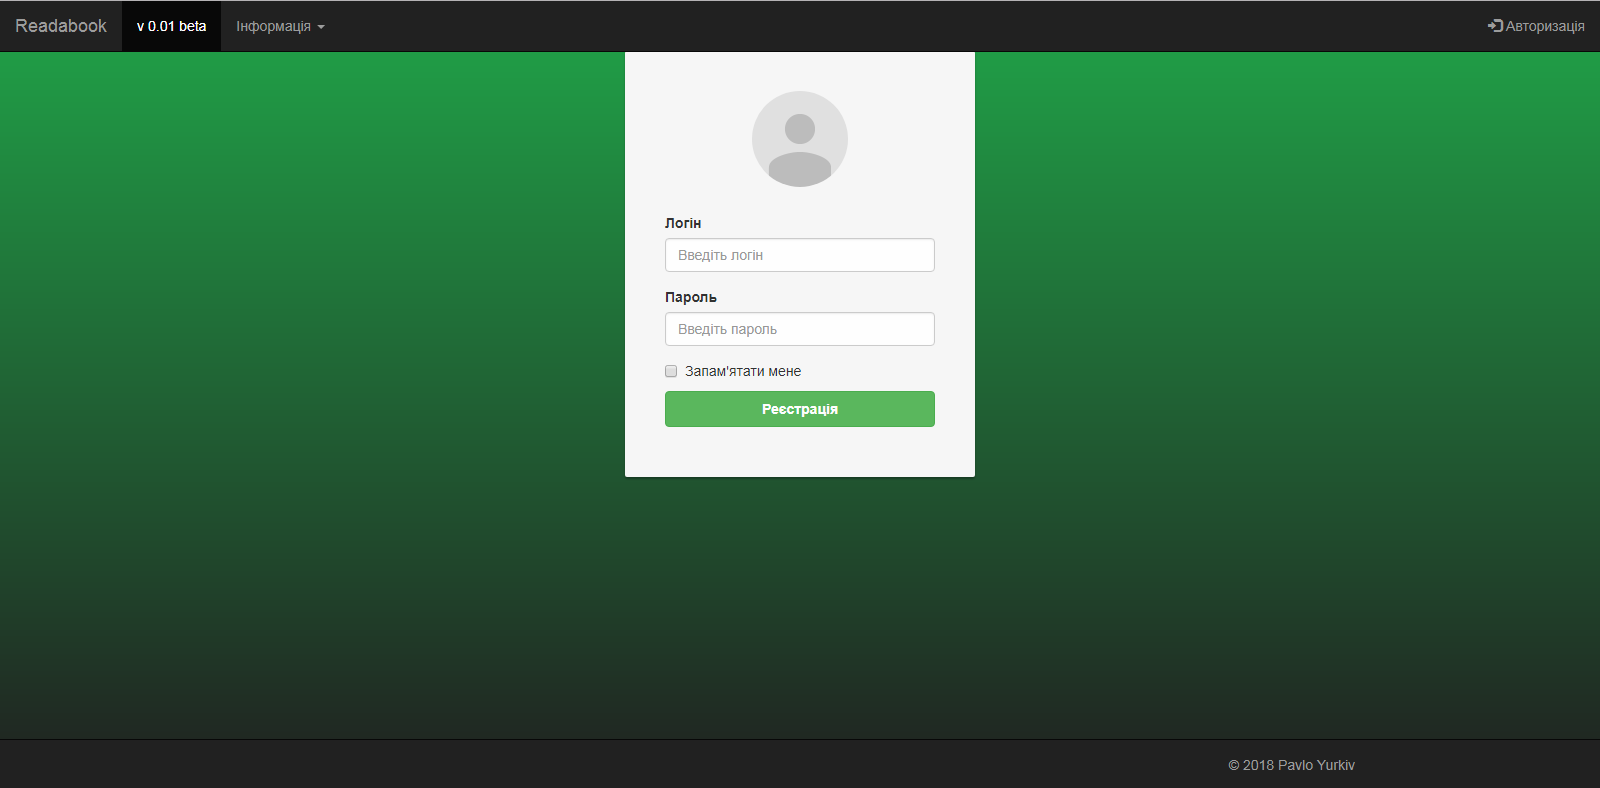 Readabook v 0.01 beta Інформація Авторизація
Логін
Введіть логін
Пароль
Введіть пароль
Запам'ятати мене
Реєстрація
© 2018 Pavlo Yurkiv